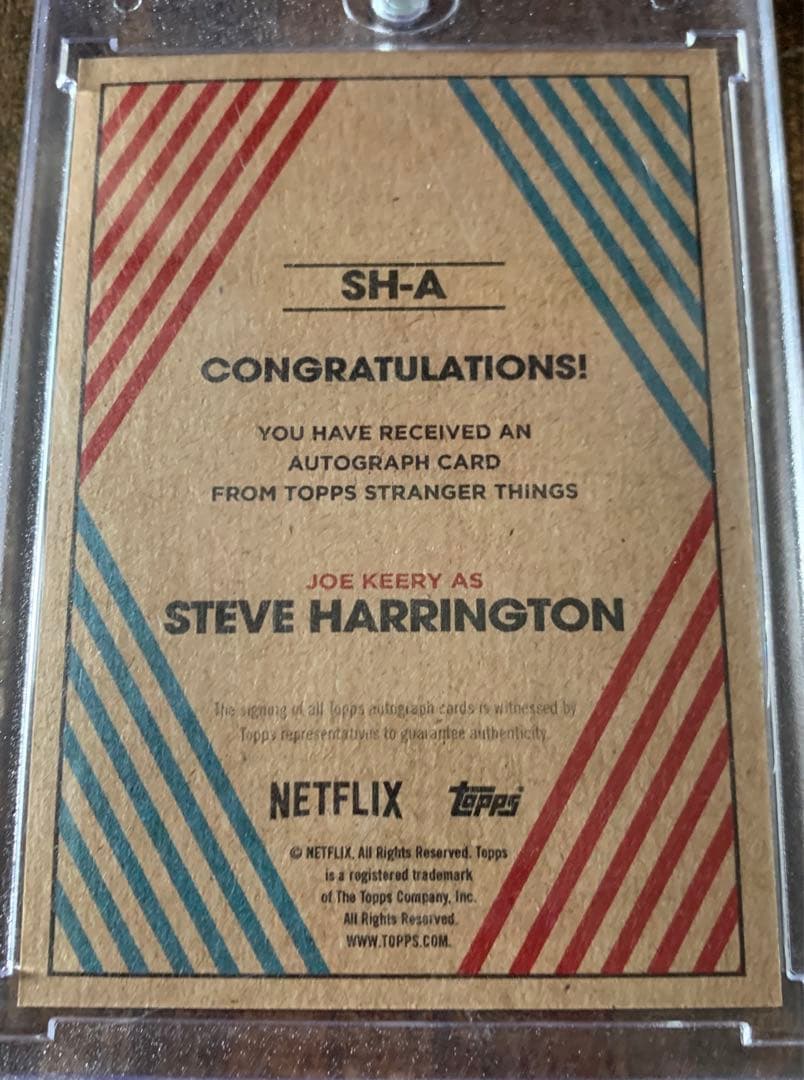 SH-A
CONGRATULATIONS!
YOU HAVE RECEIVED AN
AUTOGRAPH CARD
FROM TOPPS STRANGER THINGS
JOE KEERY AS
STEVE HARRINGTON
The signing of all Topps autograph cards is witnessed by
Topps representatives to guarantee authenticity.
NETFLIX topps
© NETFLIX. All Rights Reserved. Topps
is a registered trademark
of The Topps Company, Inc.
All Rights Reserved.
WWW.TOPPS.COM.